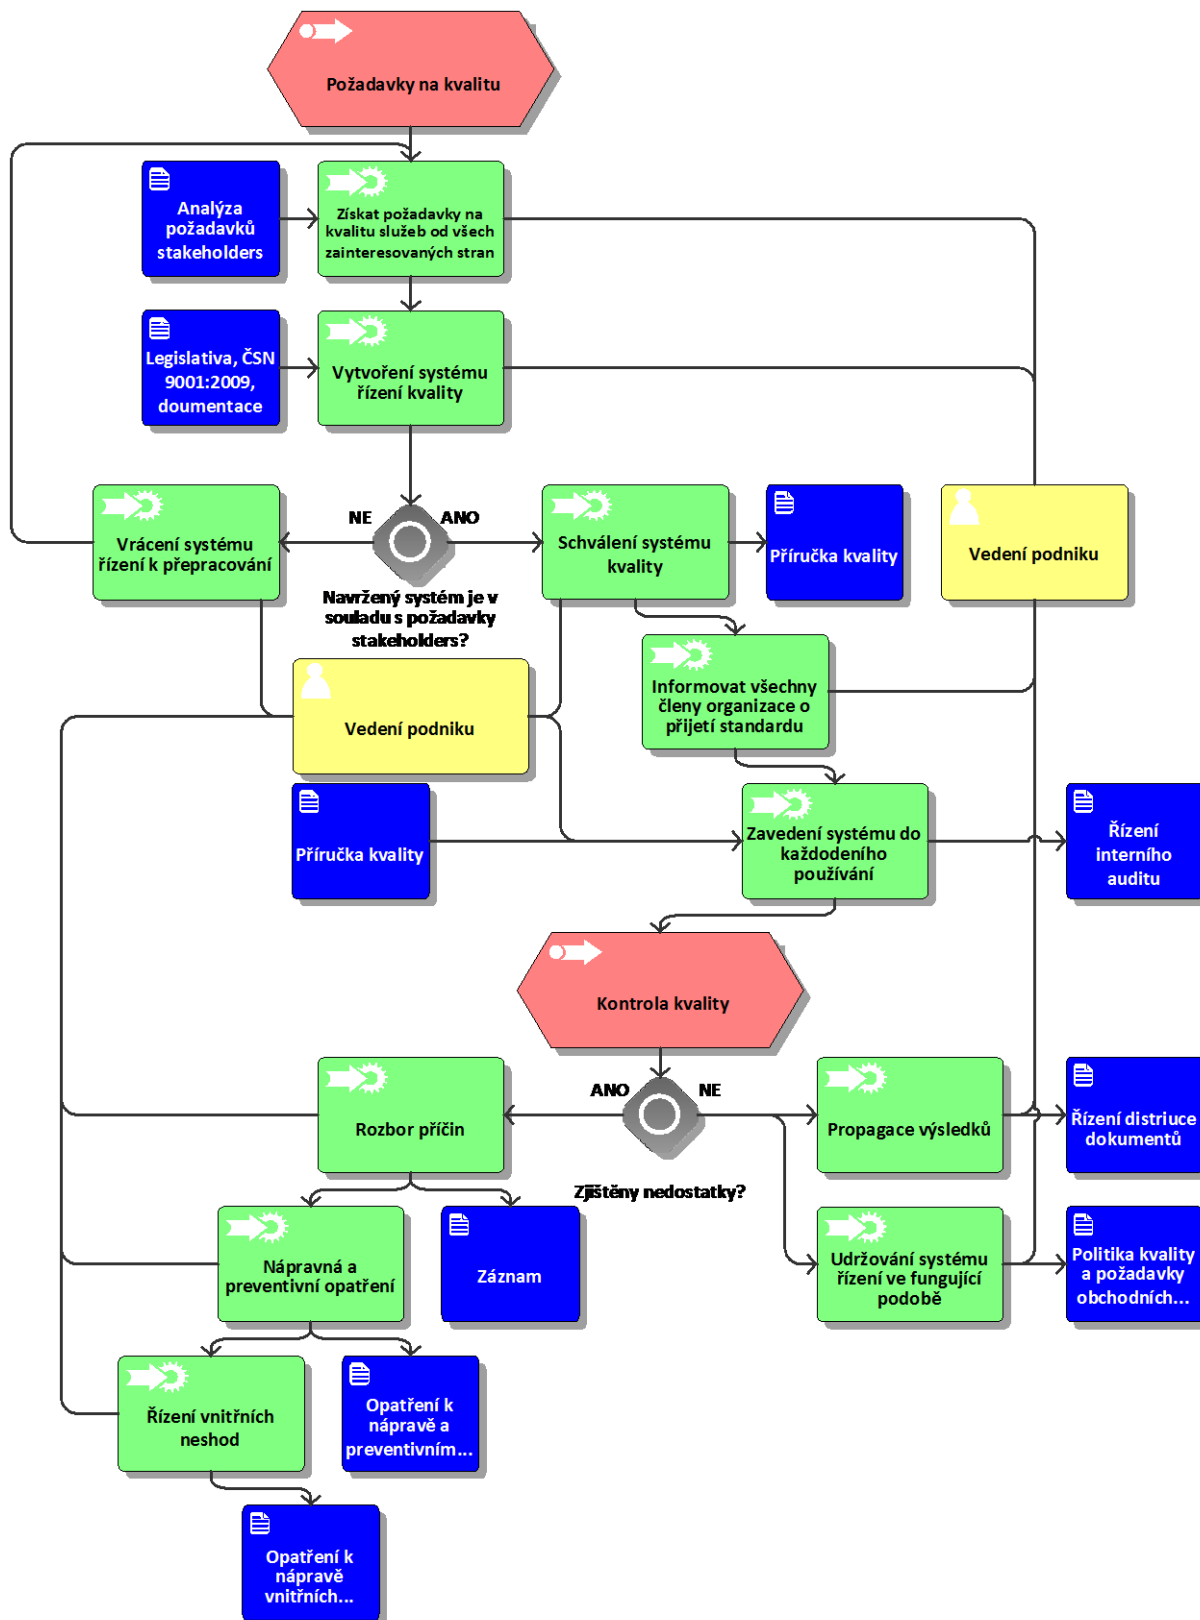 Požadavky na kvalitu
Analýza
požadavků
stakeholders
Získat požadavky na
kvalitu služeb od všech
zainteresovaných stran
Legislativa, ČSN
9001:2009,
doumentace
Vytvoření systému
řízení kvality
NE
ANO
Vrácení systému
řízení k přepracování
Schválení systému
kvality
Příručka kvality
Vedení podniku
Navržený systém je v
souladu s požadavky
stakeholders?
Informovat všechny
členy organizace o
přijetí standardu
Vedení podniku
Příručka kvality
Zavedení systému do
každodeního
používání
Řízení
interního
auditu
Kontrola kvality
ANO
NE
Rozbor příčin
Propagace výsledků
Řízení distriuce
dokumentů
Zjištěny nedostatky?
Nápravná a
preventivní opatření
Záznam
Udržování systému
řízení ve fungující
podobě
Politika kvality
a požadavky
obchodních...
Řízení vnitřních
neshod
Opatření k
nápravě a
preventivním...
Opatření k
nápravě
vnitřních...